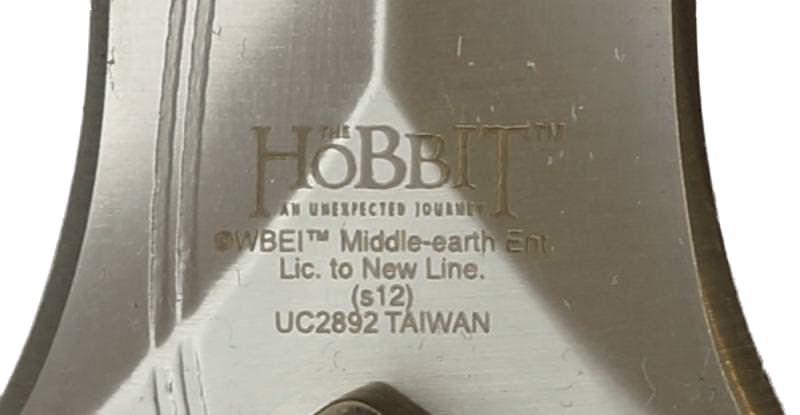 THE
HOBBIT™
AN UNEXPECTED JOURNEY
©WBEI™ Middle-earth Ent.
Lic. to New Line.
(s12)
UC2892 TAIWAN